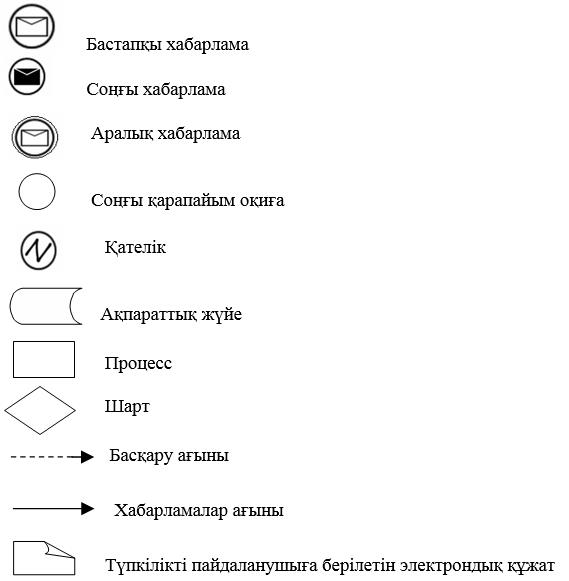 Бастапқы хабарлама
Соңғы хабарлама
Аралық хабарлама
Соңғы қарапайым оқиға
Қателік
Ақпараттық жүйе
Процесс
Шарт
Басқару ағыны
Хабарламалар ағыны
Түпкілікті пайдаланушыға берілетін электрондық құжат